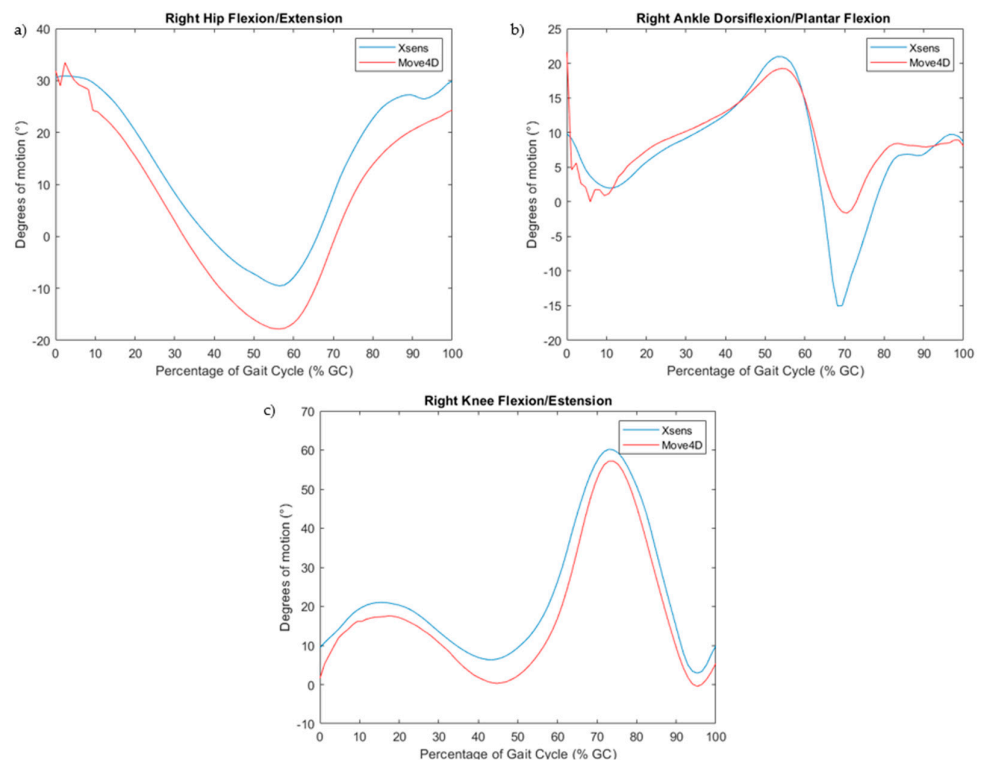 a)
Right Hip Flexion/Extension
Xsens
Move4D
Degrees of motion (°)
40
30
20
10
0
-10
-20
0 10 20 30 40 50 60 70 80 90 100
Percentage of Gait Cycle (% GC)
b)
Right Ankle Dorsiflexion/Plantar Flexion
Xsens
Move4D
Degrees of motion (°)
25
20
15
10
5
0
-5
-10
-15
-20
0 10 20 30 40 50 60 70 80 90 100
Percentage of Gait Cycle (% GC)
c)
Right Knee Flexion/Estension
Xsens
Move4D
Degrees of motion (°)
70
60
50
40
30
20
10
0
-10
0 10 20 30 40 50 60 70 80 90 100
Percentage of Gait Cycle (% GC)